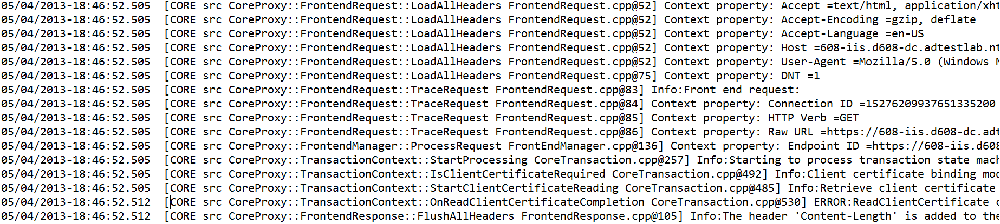 05/04/2013-18:46:52.505 [CORE src CoreProxy::FrontendRequest::LoadAllHeaders FrontendRequest.cpp@52] Context property: Accept =text/html, application/xht
05/04/2013-18:46:52.505 [CORE src CoreProxy::FrontendRequest::LoadAllHeaders FrontendRequest.cpp@52] Context property: Accept-Encoding =gzip, deflate
05/04/2013-18:46:52.505 [CORE src CoreProxy::FrontendRequest::LoadAllHeaders FrontendRequest.cpp@52] Context property: Accept-Language =en-US
05/04/2013-18:46:52.505 [CORE src CoreProxy::FrontendRequest::LoadAllHeaders FrontendRequest.cpp@52] Context property: Host =608-iis.d608-dc.adtestlab.nt
05/04/2013-18:46:52.505 [CORE src CoreProxy::FrontendRequest::LoadAllHeaders FrontendRequest.cpp@52] Context property: User-Agent =Mozilla/5.0 (Windows N
05/04/2013-18:46:52.505 [CORE src CoreProxy::FrontendRequest::LoadAllHeaders FrontendRequest.cpp@75] Context property: DNT =1
05/04/2013-18:46:52.505 [CORE src CoreProxy::FrontendRequest::TraceRequest FrontendRequest.cpp@83] Info:Front end request:
05/04/2013-18:46:52.505 [CORE src CoreProxy::FrontendRequest::TraceRequest FrontendRequest.cpp@84] Context property: Connection ID =15276209937651335200
05/04/2013-18:46:52.505 [CORE src CoreProxy::FrontendRequest::TraceRequest FrontendRequest.cpp@85] Context property: HTTP Verb =GET
05/04/2013-18:46:52.505 [CORE src CoreProxy::FrontendRequest::TraceRequest FrontendRequest.cpp@86] Context property: Raw URL =https://608-iis.d608-dc.adt
05/04/2013-18:46:52.505 [CORE src CoreProxy::FrontendManager::ProcessRequest FrontEndManager.cpp@136] Context property: Endpoint ID =https://608-iis.d608
05/04/2013-18:46:52.505 [CORE src CoreProxy::TransactionContext::StartProcessing CoreTransaction.cpp@257] Info:Starting to process transaction state mach
05/04/2013-18:46:52.505 [CORE src CoreProxy::TransactionContext::IsClientCertificateRequired CoreTransaction.cpp@492] Info:Client certificate binding mod
05/04/2013-18:46:52.505 [CORE src CoreProxy::TransactionContext::StartClientCertificateReading CoreTransaction.cpp@485] Info:Retrieve client certificate
05/04/2013-18:46:52.512 [CORE src CoreProxy::TransactionContext::OnReadClientCertificateCompletion CoreTransaction.cpp@530] ERROR:ReadClientCertificate c
05/04/2013-18:46:52.512 [CORE src CoreProxy::FrontendResponse::FlushAllHeaders FrontendResponse.cpp@105] Info:The header 'Content-Length' is added to the